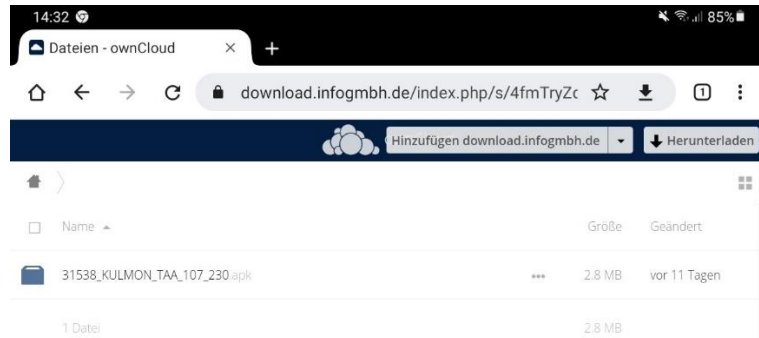 14:32 85%
Dateien - ownCloud
download.infogmbh.de/index.php/s/4fmTryZc
Hinzufügen download.infogmbh.de Herunterladen
Name Größe Geändert
31538_KULMON_TAA_107_230.apk 2.8 MB vor 11 Tagen
1 Datei 2.8 MB